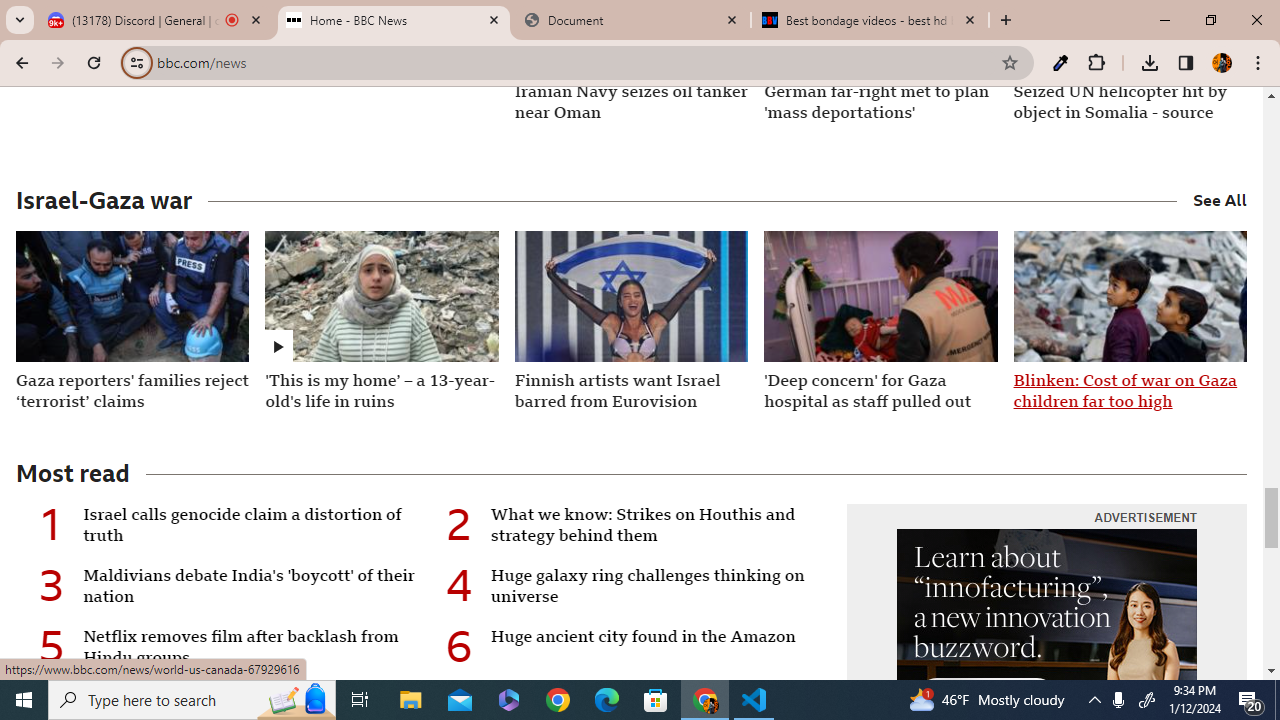 (13178) Discord | General |
Home - BBC News
Document
Best bondage videos - best hd
bbc.com/news
Iranian Navy seizes oil tanker
near Oman
German far-right met to plan
'mass deportations'
Seized UN helicopter hit by
object in Somalia - source
Israel-Gaza war
See All
PRESS
Gaza reporters' families reject
‘terrorist’ claims
'This is my home’ – a 13-year-
old's life in ruins
Finnish artists want Israel
barred from Eurovision
'Deep concern' for Gaza
hospital as staff pulled out
Blinken: Cost of war on Gaza
children far too high
Most read
1 Israel calls genocide claim a distortion of
truth
2 What we know: Strikes on Houthis and
strategy behind them
3 Maldivians debate India's 'boycott' of their
nation
4 Huge galaxy ring challenges thinking on
universe
5 Netflix removes film after backlash from
Hindu groups
6 Huge ancient city found in the Amazon
ADVERTISEMENT
Learn about
“innofacturing”,
a new innovation
buzzword.
https://www.bbc.com/news/world-us-canada-67929616
Type here to search
1
46°F Mostly cloudy
9:34 PM
1/12/2024
20